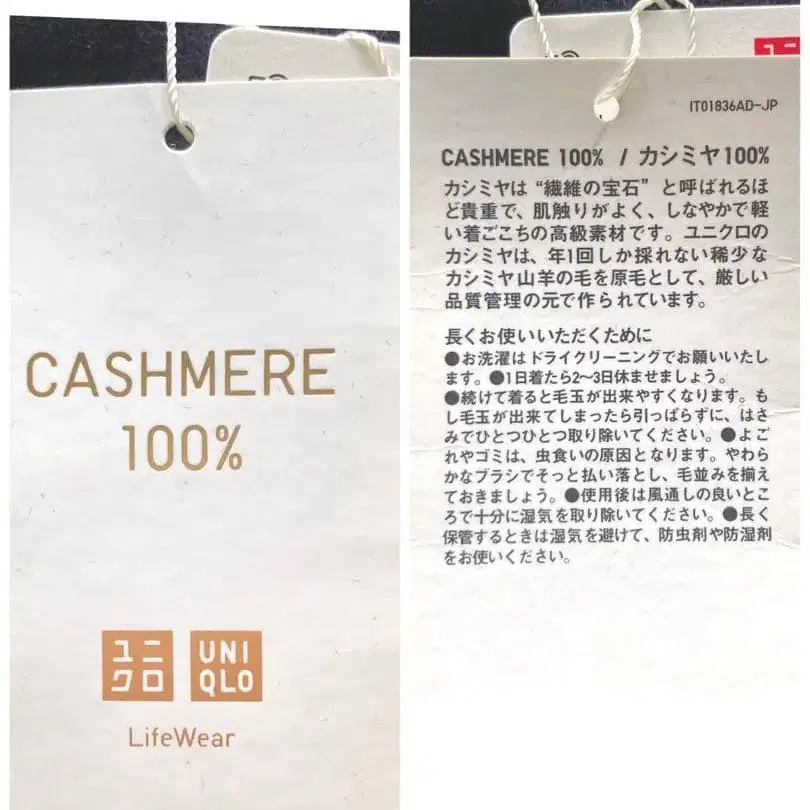 CASHMERE
100%
ユニ
クロ
UNI
QLO
LifeWear
IT01836AD-JP
CASHMERE 100% / カシミヤ100%
カシミヤは“繊維の宝石”と呼ばれるほ
ど貴重で、肌触りがよく、しなやかで軽
い着ごこちの高級素材です。ユニクロの
カシミヤは、年1回しか採れない稀少な
カシミヤ山羊の毛を原毛として、厳しい
品質管理の元で作られています。
長くお使いいただくために
●お洗濯はドライクリーニングでお願いいたし
ます。●1日着たら2〜3日休ませましょう。
●続けて着ると毛玉が出来やすくなります。も
し毛玉が出来てしまったら引っぱらずに、はさ
みでひとつひとつ取り除いてください。●よご
れやゴミは、虫食いの原因となります。やわら
かなブラシでそっと払い落とし、毛並みを揃え
ておきましょう。●使用後は風通しの良いとこ
ろで十分に湿気を取り除いてください。●長く
保管するときは湿気を避けて、防虫剤や防湿剤
をお使いください。